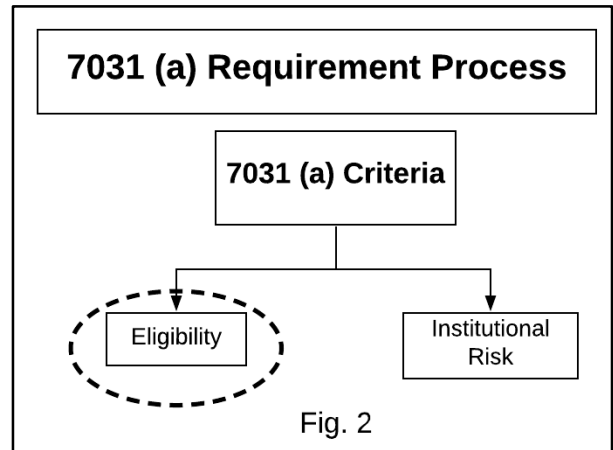 7031 (a) Requirement Process
7031 (a) Criteria
Eligibility
Institutional
Risk
Fig. 2